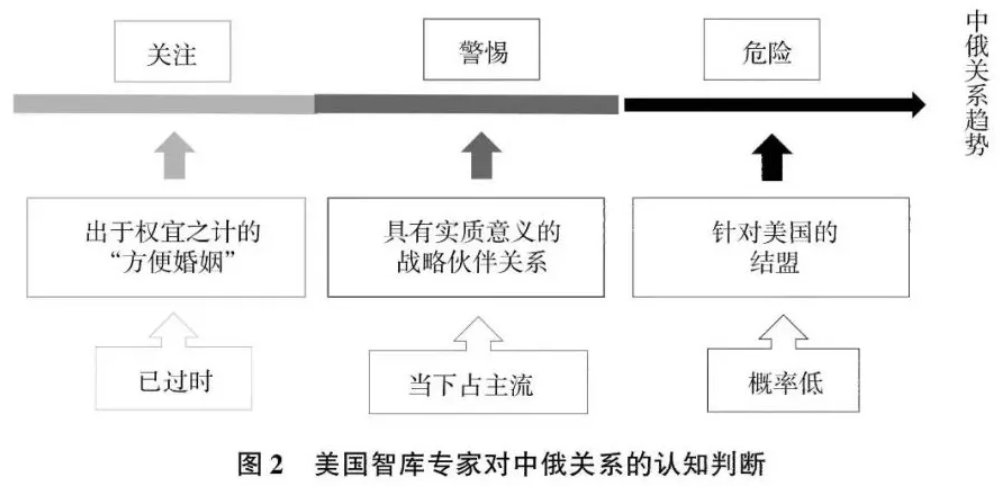 关注
警惕
危险
中俄关系趋势
出于权宜之计的
“方便婚姻”
具有实质意义的
战略伙伴关系
针对美国的
结盟
已过时
当下占主流
概率低
图 2 美国智库专家对中俄关系的认知判断